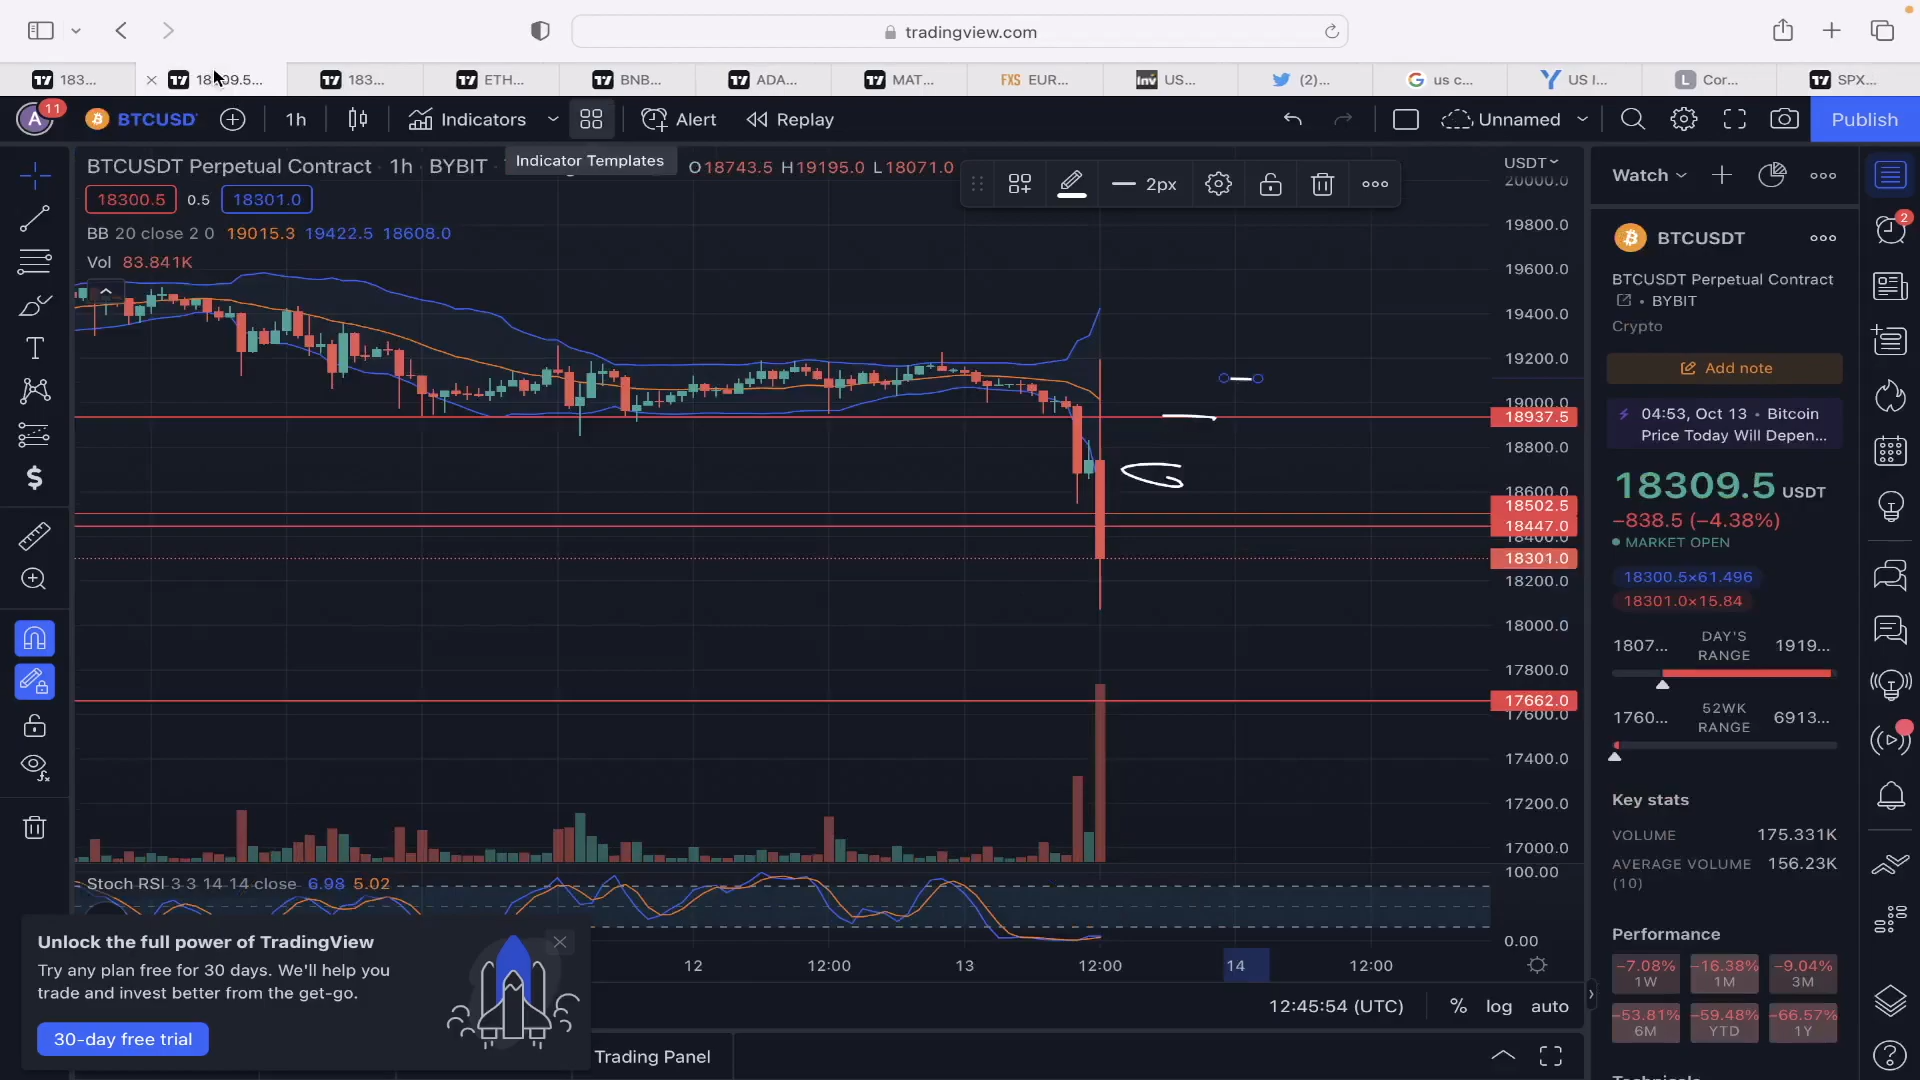 tradingview.com
183...
18309.5...
183...
ETH...
BNB...
ADA...
MAT...
FXS EUR...
Inv US...
(2)...
us c...
US I...
L Cor...
SPX...
A 11
BTCUSD
1h
Indicators
Alert
Replay
Unnamed
Publish
BTCUSDT Perpetual Contract · 1h · BYBIT
Indicator Templates
O18743.5 H19195.0 L18071.0
2px
USDT
18300.5 0.5 18301.0
BB 20 close 2 0 19015.3 19422.5 18608.0
Vol 83.841K
20000.0
19800.0
19600.0
19400.0
19200.0
19000.0
18937.5
18800.0
18600.0
18502.5
18447.0
18400.0
18301.0
18200.0
18000.0
17800.0
17662.0
17600.0
17400.0
17200.0
17000.0
Stoch RSI 3 3 14 14 close 6.98 5.02
100.00
0.00
12
12:00
13
12:00
14
12:00
12:45:54 (UTC)
%
log
auto
Unlock the full power of TradingView
Try any plan free for 30 days. We'll help you
trade and invest better from the get-go.
30-day free trial
Trading Panel
Watch
BTCUSDT
BTCUSDT Perpetual Contract
• BYBIT
Crypto
Add note
04:53, Oct 13 • Bitcoin
Price Today Will Depen...
18309.5 USDT
−838.5 (−4.38%)
MARKET OPEN
18300.5×61.496
18301.0×15.84
1807... DAY'S RANGE 1919...
1760... 52WK RANGE 6913...
Key stats
VOLUME 175.331K
AVERAGE VOLUME (10) 156.23K
Performance
−7.08% 1W
−16.38% 1M
−9.04% 3M
−53.81% 6M
−59.48% YTD
−66.57% 1Y
2